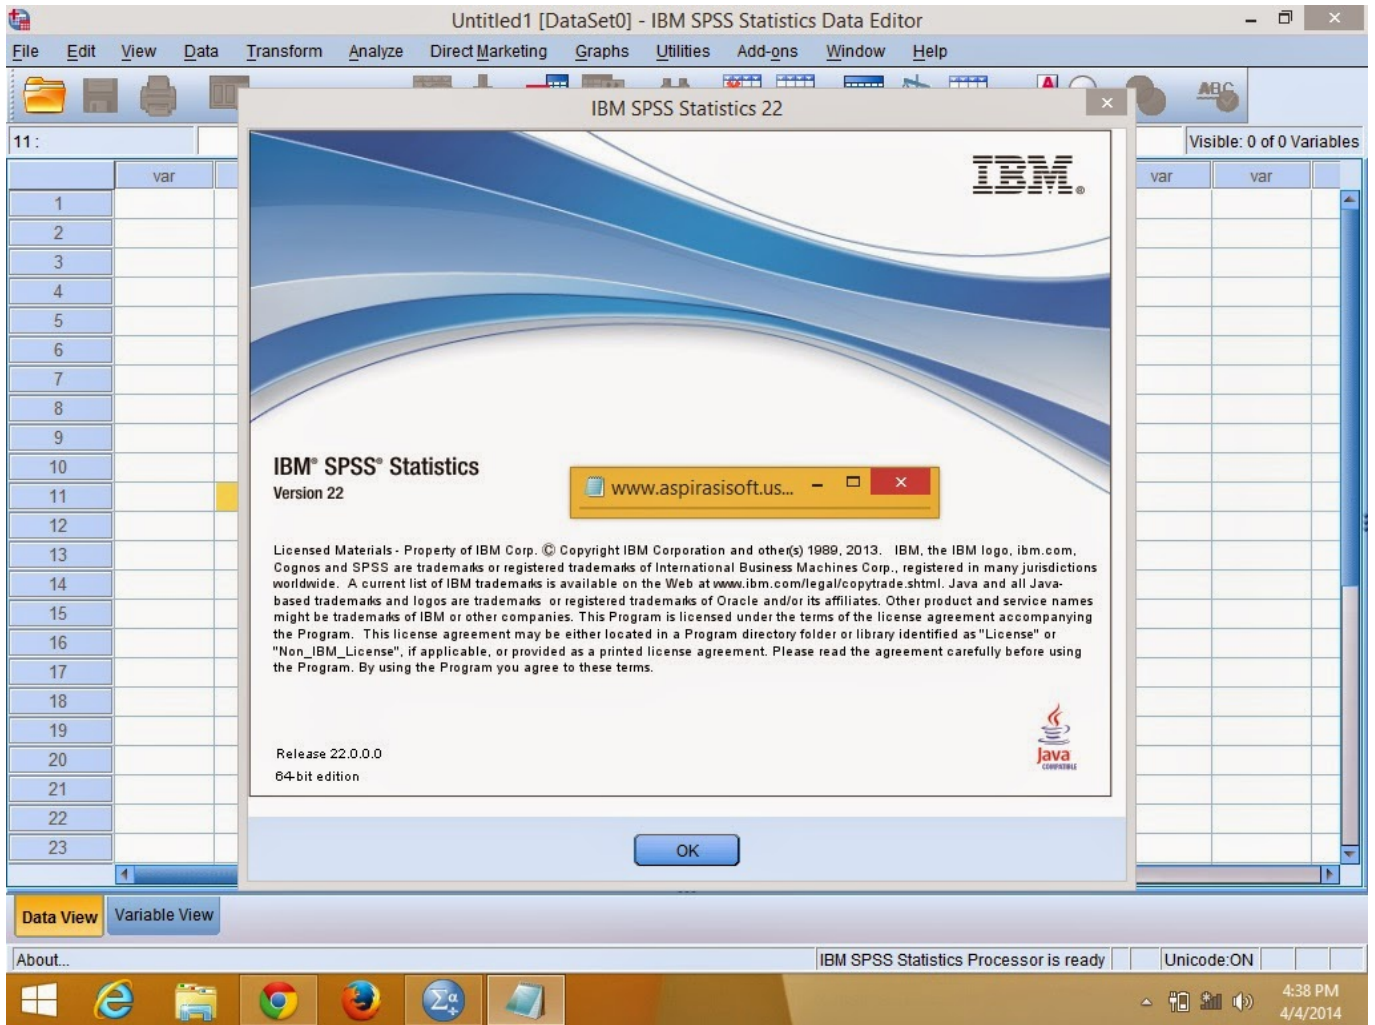 Untitled1 [DataSet0] - IBM SPSS Statistics Data Editor
File Edit View Data Transform Analyze Direct Marketing Graphs Utilities Add-ons Window Help
IBM SPSS Statistics 22
11 :
Visible: 0 of 0 Variables
var var var
1
2
3
4
5
6
7
8
9
10
11
12
13
14
15
16
17
18
19
20
21
22
23
IBM®
IBM® SPSS® Statistics
Version 22
www.aspirasisoft.us...
Licensed Materials - Property of IBM Corp. © Copyright IBM Corporation and other(s) 1989, 2013. IBM, the IBM logo, ibm.com,
Cognos and SPSS are trademarks or registered trademarks of International Business Machines Corp., registered in many jurisdictions
worldwide. A current list of IBM trademarks is available on the Web at www.ibm.com/legal/copytrade.shtml. Java and all Java-
based trademarks and logos are trademarks or registered trademarks of Oracle and/or its affiliates. Other product and service names
might be trademarks of IBM or other companies. This Program is licensed under the terms of the license agreement accompanying
the Program. This license agreement may be either located in a Program directory folder or library identified as "License" or
"Non_IBM_License", if applicable, or provided as a printed license agreement. Please read the agreement carefully before using
the Program. By using the Program you agree to these terms.
Release 22.0.0.0
64-bit edition
Java
COMPATIBLE
OK
Data View Variable View
About...
IBM SPSS Statistics Processor is ready
Unicode:ON
4:38 PM
4/4/2014